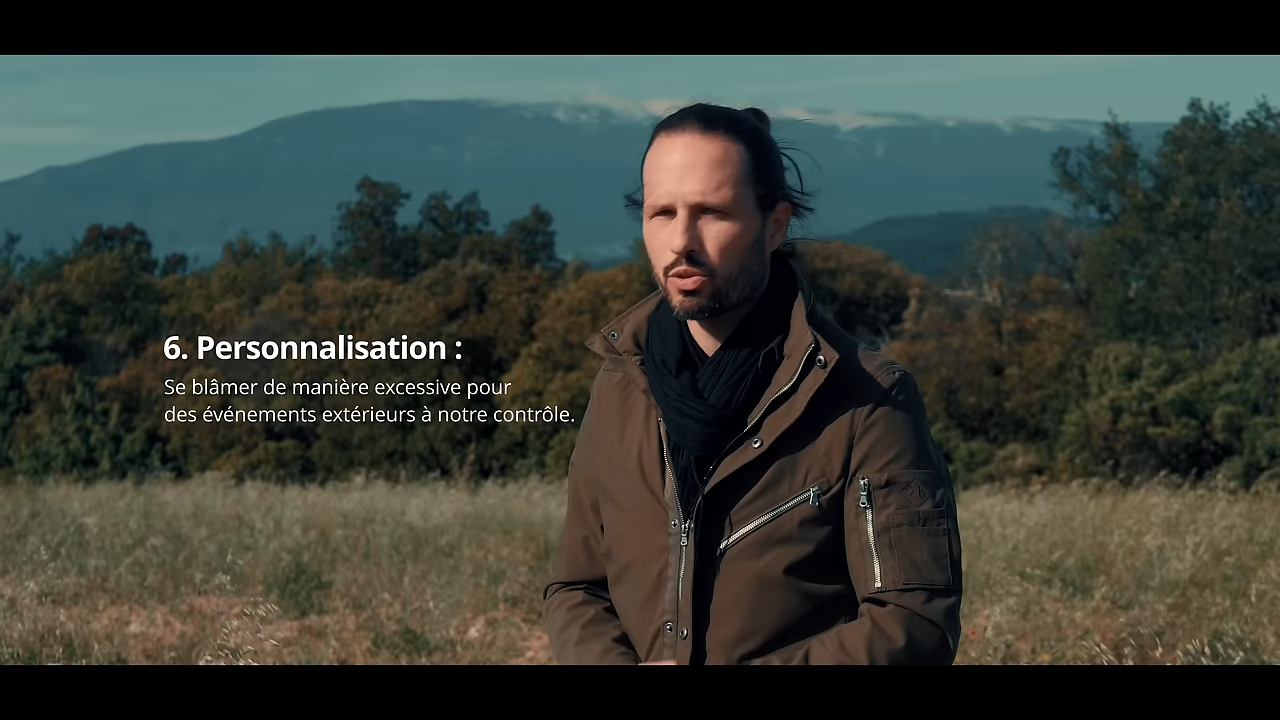 6. Personnalisation :
Se blâmer de manière excessive pour
des événements extérieurs à notre contrôle.